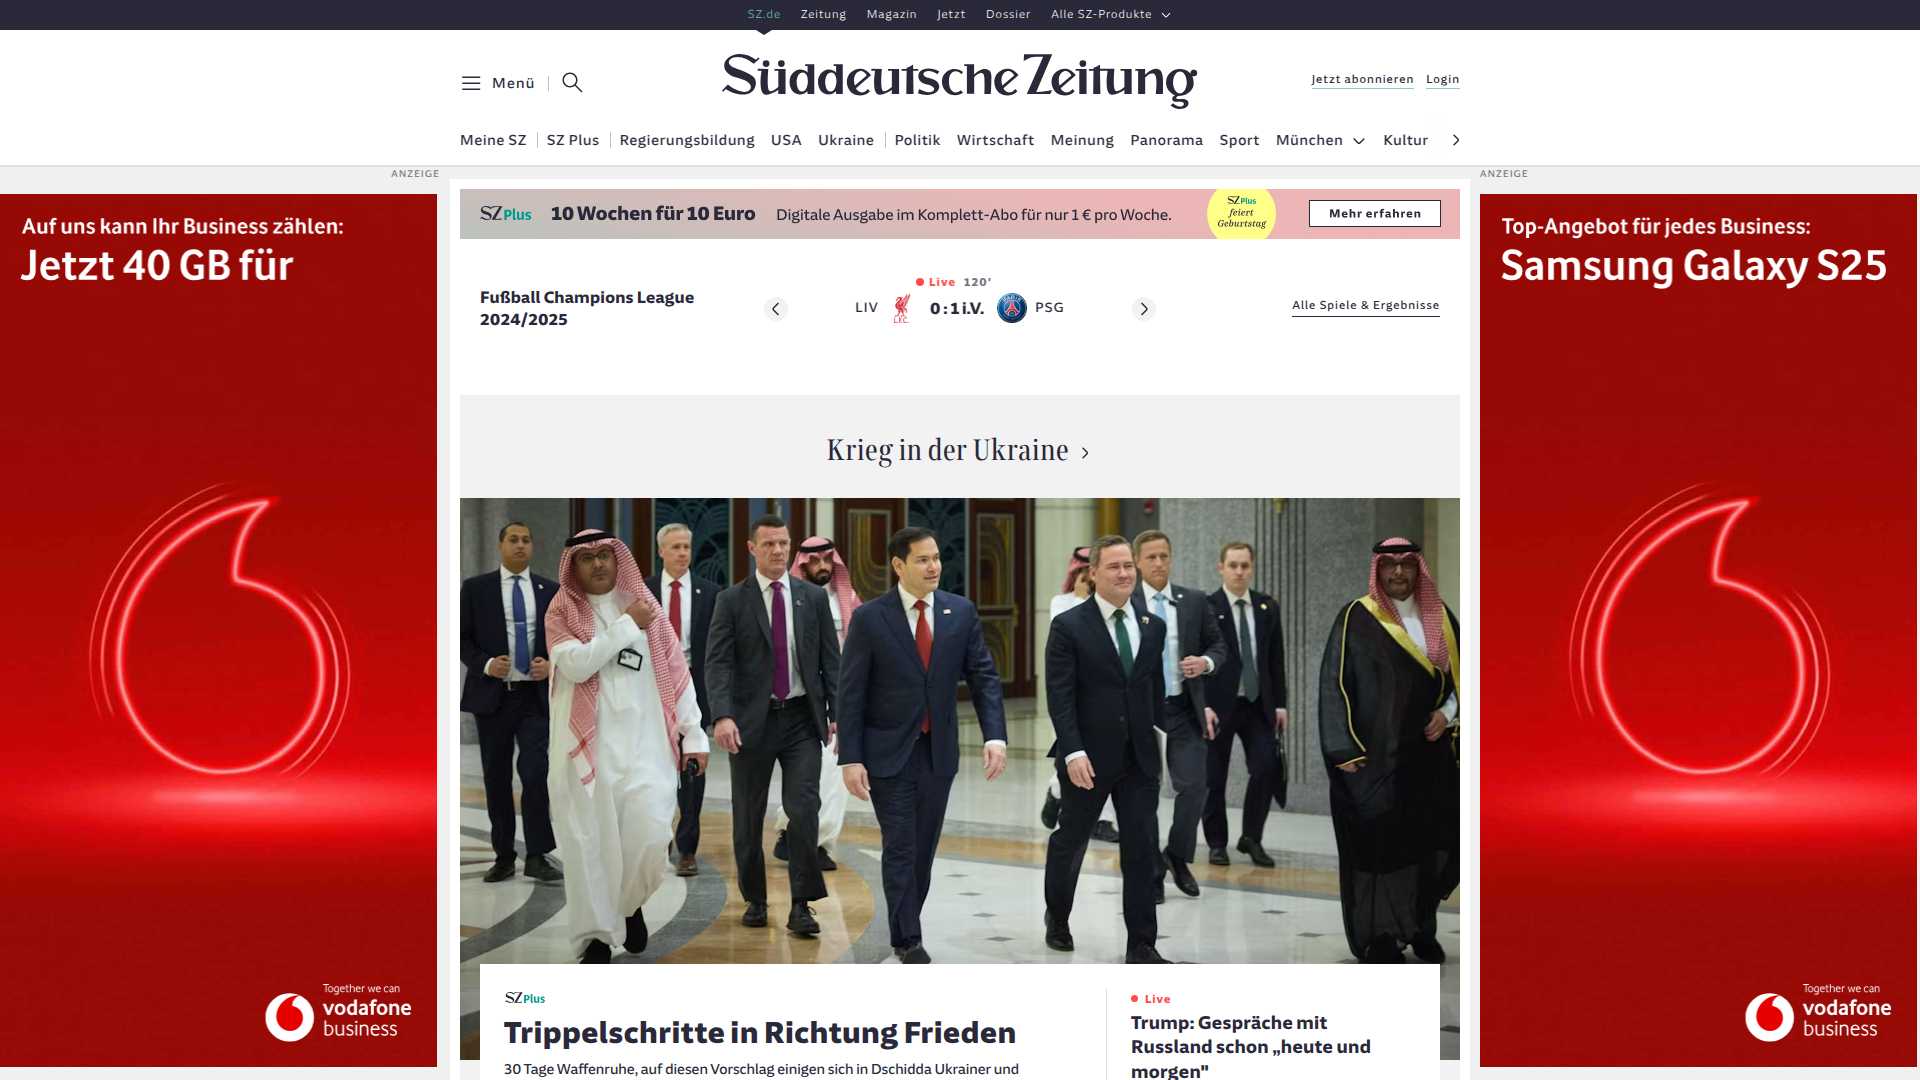 SZ.de Zeitung Magazin Jetzt Dossier Alle SZ-Produkte
Menü
Süddeutsche Zeitung
Jetzt abonnieren Login
Meine SZ SZ Plus Regierungsbildung USA Ukraine Politik Wirtschaft Meinung Panorama Sport München Kultur
ANZEIGE
Auf uns kann Ihr Business zählen:
Jetzt 40 GB für
Together we can
vodafone
business
SZ Plus 10 Wochen für 10 Euro Digitale Ausgabe im Komplett-Abo für nur 1 € pro Woche.
SZ Plus
feiert
Geburtstag
Mehr erfahren
Fußball Champions League
2024/2025
Live 120'
LIV 0 : 1 i.V. PSG
Alle Spiele & Ergebnisse
Krieg in der Ukraine
SZ Plus
Trippelschritte in Richtung Frieden
30 Tage Waffenruhe, auf diesen Vorschlag einigen sich in Dschidda Ukrainer und
Live
Trump: Gespräche mit
Russland schon „heute und
morgen"
ANZEIGE
Top-Angebot für jedes Business:
Samsung Galaxy S25
Together we can
vodafone
business